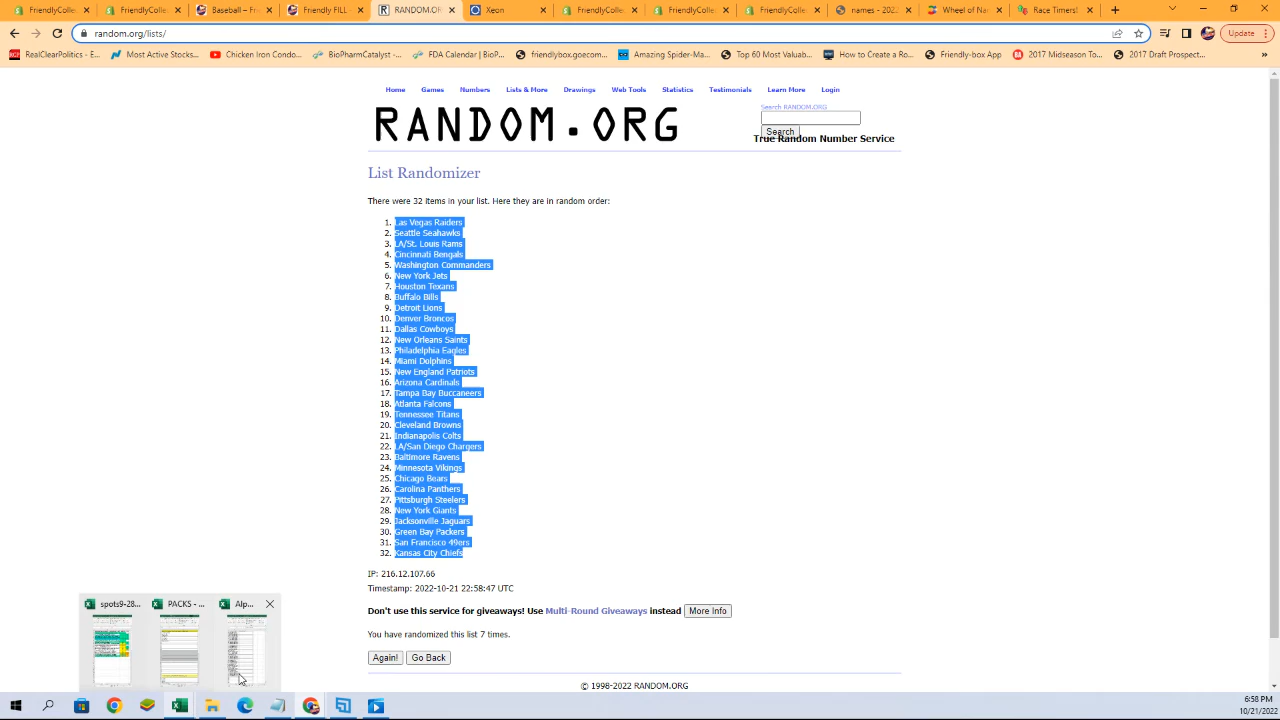 FriendlyColle
FriendlyColle
Baseball – Fr
Friendly FILL
RANDOM.OR
Xeon
FriendlyColle
FriendlyColle
FriendlyColle
names - 202
Wheel of Nar
Race Timers!
random.org/lists/
Update
RealClearPolitics - E...
Most Active Stocks...
Chicken Iron Condo...
BioPharmCatalyst -...
FDA Calendar | BioP...
friendlybox.goecom...
Amazing Spider-Ma...
Top 60 Most Valuab...
How to Create a Ro...
Friendly-box App
2017 Midseason To...
2017 Draft Prospect...
Home Games Numbers Lists & More Drawings Web Tools Statistics Testimonials Learn More Login
RANDOM.ORG
Search RANDOM.ORG
Search
True Random Number Service
List Randomizer
There were 32 items in your list. Here they are in random order:
1. Las Vegas Raiders
2. Seattle Seahawks
3. LA/St. Louis Rams
4. Cincinnati Bengals
5. Washington Commanders
6. New York Jets
7. Houston Texans
8. Buffalo Bills
9. Detroit Lions
10. Denver Broncos
11. Dallas Cowboys
12. New Orleans Saints
13. Philadelphia Eagles
14. Miami Dolphins
15. New England Patriots
16. Arizona Cardinals
17. Tampa Bay Buccaneers
18. Atlanta Falcons
19. Tennessee Titans
20. Cleveland Browns
21. Indianapolis Colts
22. LA/San Diego Chargers
23. Baltimore Ravens
24. Minnesota Vikings
25. Chicago Bears
26. Carolina Panthers
27. Pittsburgh Steelers
28. New York Giants
29. Jacksonville Jaguars
30. Green Bay Packers
31. San Francisco 49ers
32. Kansas City Chiefs
IP: 216.12.107.66
Timestamp: 2022-10-21 22:58:47 UTC
Don't use this service for giveaways! Use Multi-Round Giveaways instead More Info
You have randomized this list 7 times.
Again! Go Back
© 1998-2022 RANDOM.ORG
spots9-28...
PACKS - ...
Alp...
6:58 PM
10/21/2022